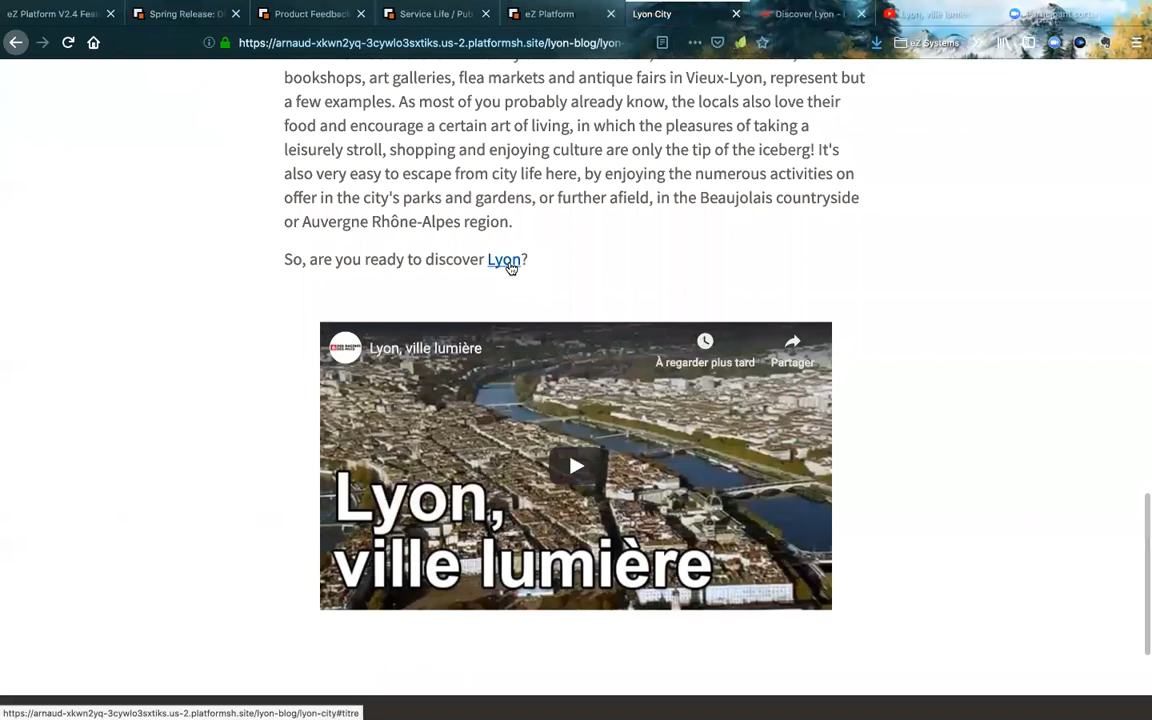 eZ Platform V2.4 Fea
Spring Release: D
Product Feedbac
Service Life / Pub
eZ Platform
Lyon City
Discover Lyon -
Lyon, ville lumiè
https://arnaud-xkwn2yq-3cywlo3sxtiks.us-2.platformsh.site/lyon-blog/lyon-
eZ Systems
bookshops, art galleries, flea markets and antique fairs in Vieux-Lyon, represent but
a few examples. As most of you probably already know, the locals also love their
food and encourage a certain art of living, in which the pleasures of taking a
leisurely stroll, shopping and enjoying culture are only the tip of the iceberg! It's
also very easy to escape from city life here, by enjoying the numerous activities on
offer in the city's parks and gardens, or further afield, in the Beaujolais countryside
or Auvergne Rhône-Alpes region.
So, are you ready to discover Lyon?
Lyon, ville lumière
À regarder plus tard
Partager
Lyon,
ville lumière
https://arnaud-xkwn2yq-3cywlo3sxtiks.us-2.platformsh.site/lyon-blog/lyon-city#titre